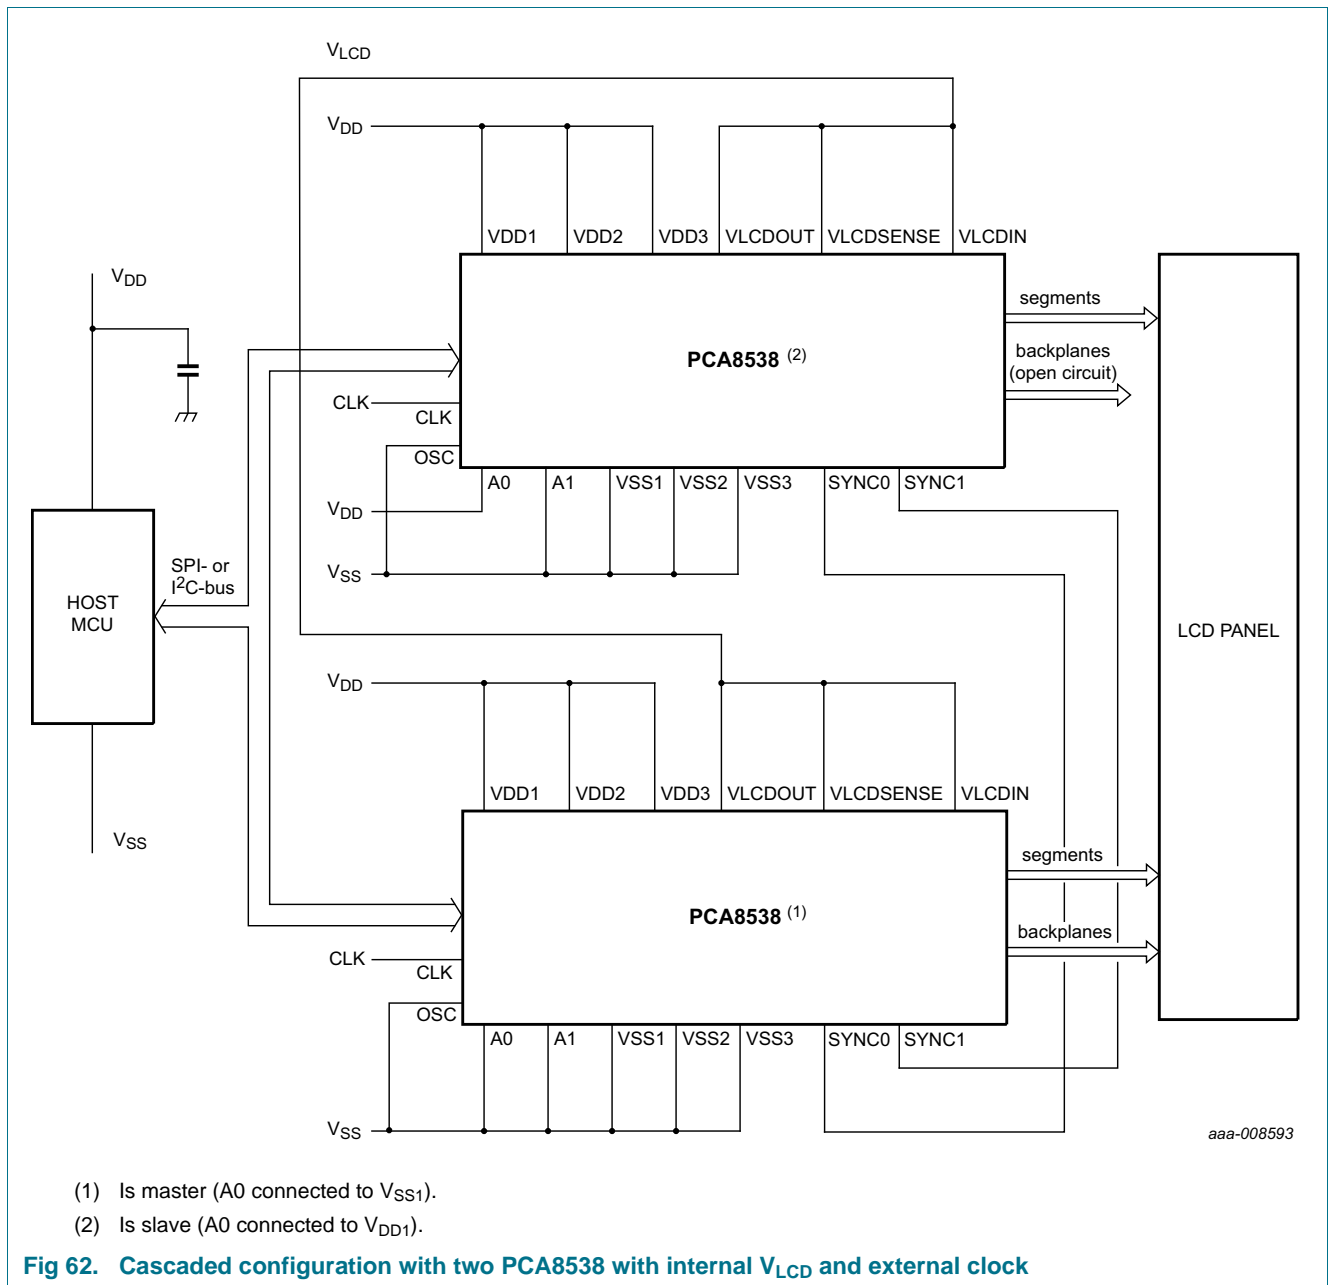 VLCD
VDD
VDD1 VDD2 VDD3 VLCDOUT VLCDSENSE VLCDIN
VDD
segments
PCA8538 (2)
backplanes
(open circuit)
CLK
CLK
OSC
A0 A1 VSS1 VSS2 VSS3 SYNC0 SYNC1
VDD
VSS
SPI- or
I2C-bus
HOST
MCU
LCD PANEL
VDD
VDD1 VDD2 VDD3 VLCDOUT VLCDSENSE VLCDIN
VSS
segments
PCA8538 (1)
backplanes
CLK
CLK
OSC
A0 A1 VSS1 VSS2 VSS3 SYNC0 SYNC1
VSS
aaa-008593
(1) Is master (A0 connected to VSS1).
(2) Is slave (A0 connected to VDD1).
Fig 62. Cascaded configuration with two PCA8538 with internal VLCD and external clock